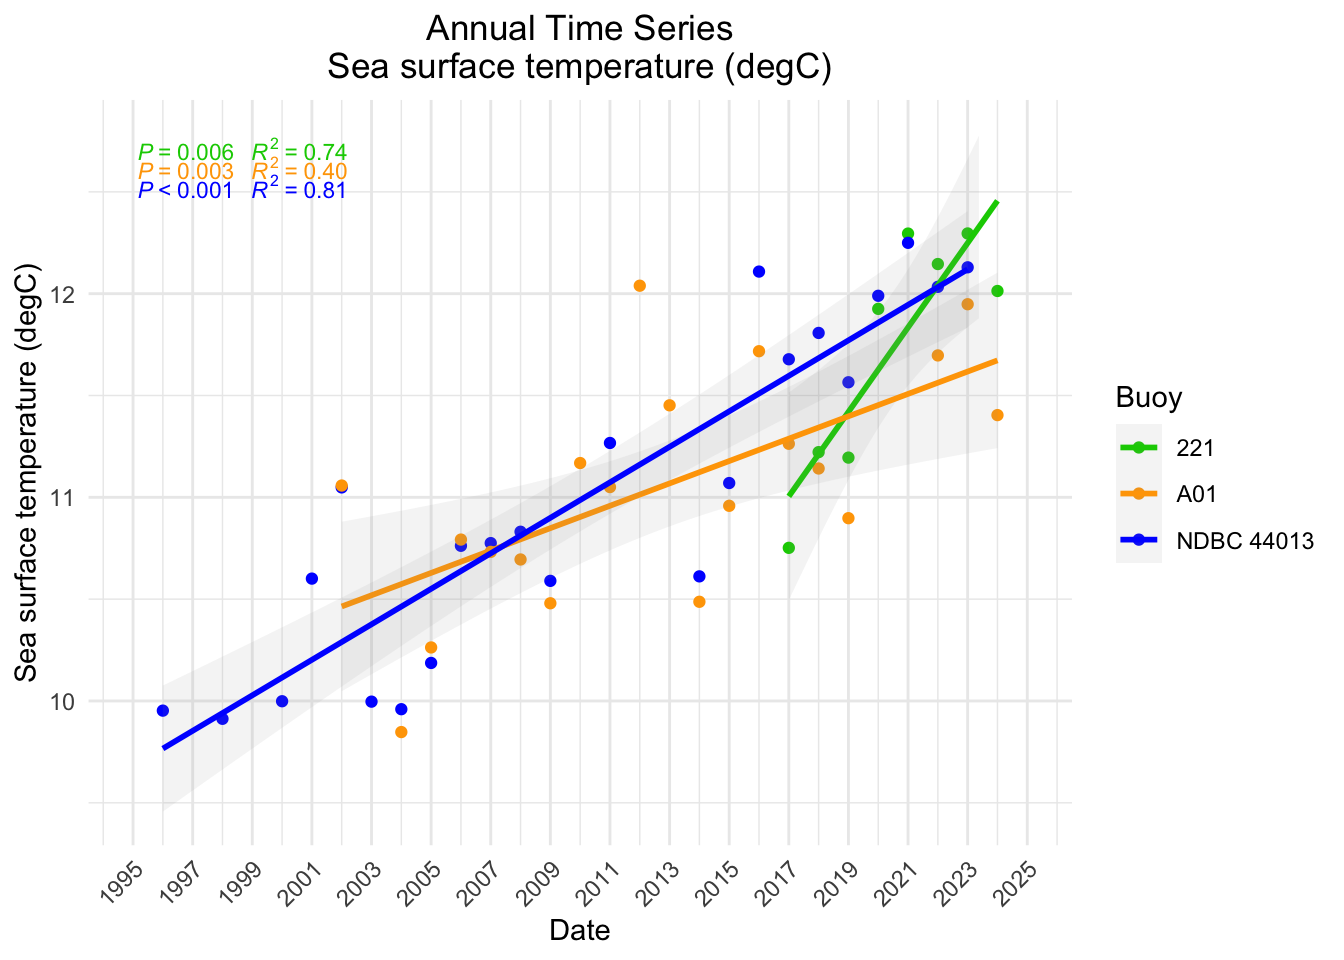 Annual Time Series
Sea surface temperature (degC)
P = 0.006 R² = 0.74
P = 0.003 R² = 0.40
P < 0.001 R² = 0.81
Sea surface temperature (degC)
12
11
10
1995 1997 1999 2001 2003 2005 2007 2009 2011 2013 2015 2017 2019 2021 2023 2025
Date
Buoy
221
A01
NDBC 44013